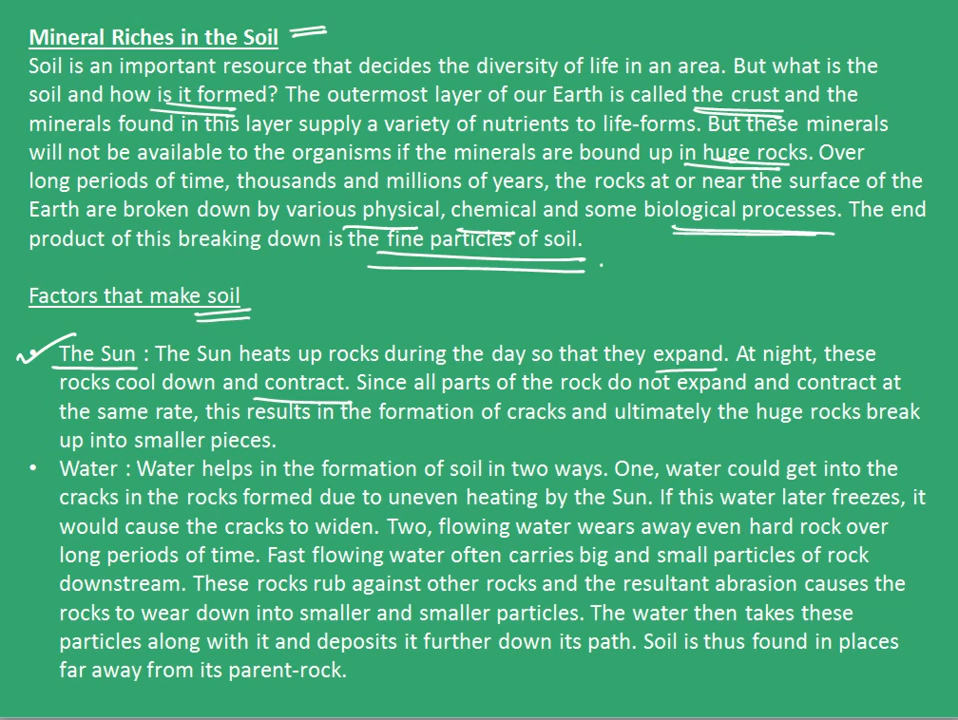 Mineral Riches in the Soil
Soil is an important resource that decides the diversity of life in an area. But what is the
soil and how is it formed? The outermost layer of our Earth is called the crust and the
minerals found in this layer supply a variety of nutrients to life-forms. But these minerals
will not be available to the organisms if the minerals are bound up in huge rocks. Over
long periods of time, thousands and millions of years, the rocks at or near the surface of the
Earth are broken down by various physical, chemical and some biological processes. The end
product of this breaking down is the fine particles of soil.
Factors that make soil
• The Sun : The Sun heats up rocks during the day so that they expand. At night, these
rocks cool down and contract. Since all parts of the rock do not expand and contract at
the same rate, this results in the formation of cracks and ultimately the huge rocks break
up into smaller pieces.
• Water : Water helps in the formation of soil in two ways. One, water could get into the
cracks in the rocks formed due to uneven heating by the Sun. If this water later freezes, it
would cause the cracks to widen. Two, flowing water wears away even hard rock over
long periods of time. Fast flowing water often carries big and small particles of rock
downstream. These rocks rub against other rocks and the resultant abrasion causes the
rocks to wear down into smaller and smaller particles. The water then takes these
particles along with it and deposits it further down its path. Soil is thus found in places
far away from its parent-rock.